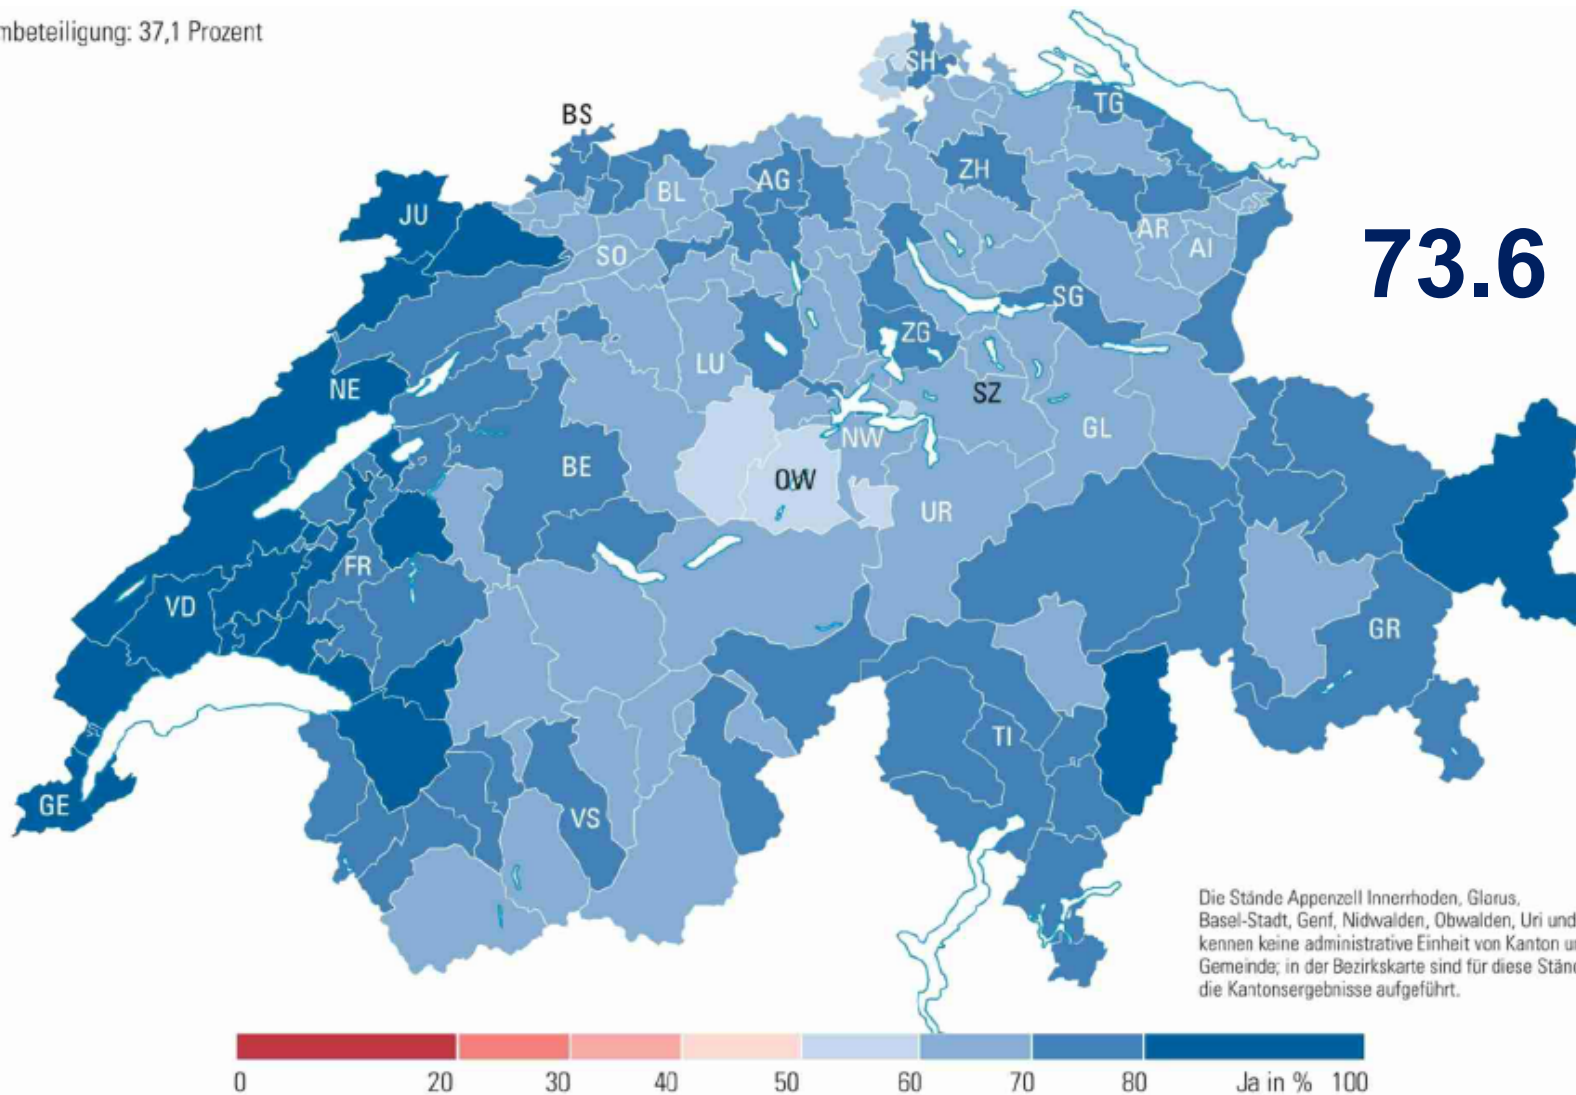 mbeteiligung: 37,1 Prozent
SH
BS
TG
ZH
AG
BL
JU
AR
AI
73.6
SO
SG
ZG
LU
NE
SZ
GL
NW
BE
OW
UR
FR
VD
GR
TI
GE
VS
Die Stände Appenzell Innerrhoden, Glarus,
Basel-Stadt, Genf, Nidwalden, Obwalden, Uri und
kennen keine administrative Einheit von Kanton u
Gemeinde; in der Bezirkskarte sind für diese Stän
die Kantonsergebnisse aufgeführt.
0 20 30 40 50 60 70 80 Ja in % 100